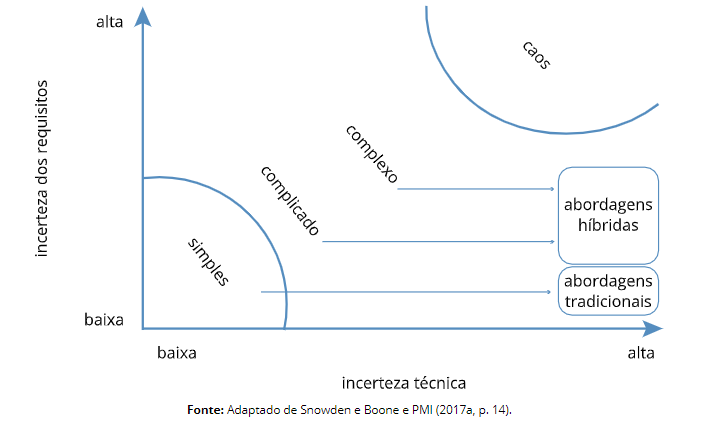 alta
incerteza dos requisitos
baixa
caos
complexo
complicado
simples
abordagens
híbridas
abordagens
tradicionais
baixa
alta
incerteza técnica
Fonte: Adaptado de Snowden e Boone e PMI (2017a, p. 14).